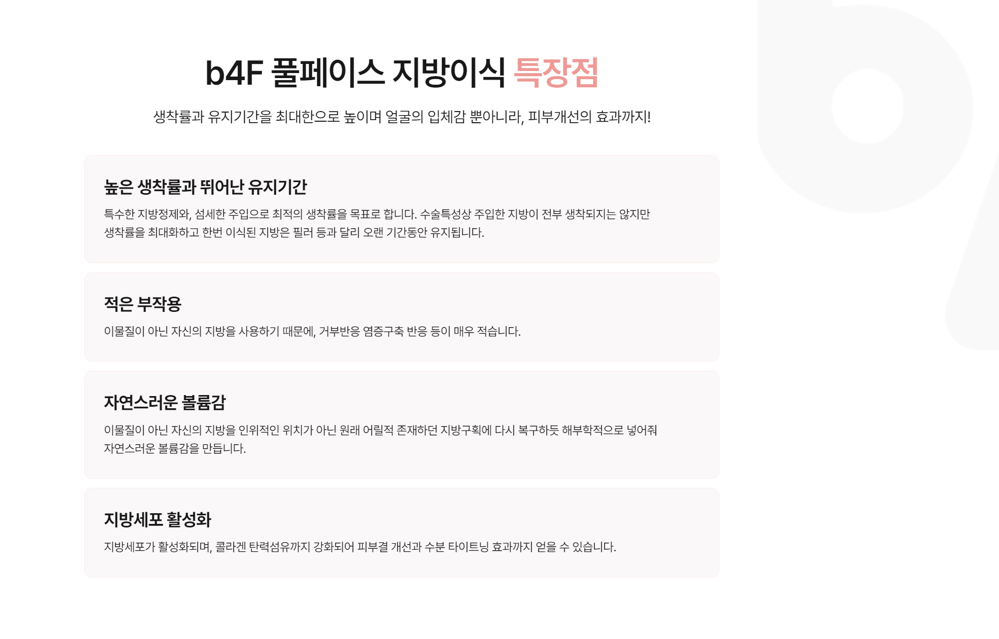 b4F 풀페이스 지방이식 특장점
생착률과 유지기간을 최대한으로 높이며 얼굴의 입체감 뿐아니라, 피부개선의 효과까지!
높은 생착률과 뛰어난 유지기간
특수한 지방정제와, 섬세한 주입으로 최적의 생착률을 목표로 합니다. 수술특성상 주입한 지방이 전부 생착되지는 않지만
생착률을 최대화하고 한번 이식된 지방은 필러 등과 달리 오랜 기간동안 유지됩니다.
적은 부작용
이물질이 아닌 자신의 지방을 사용하기 때문에, 거부반응 염증구축 반응 등이 매우 적습니다.
자연스러운 볼륨감
이물질이 아닌 자신의 지방을 인위적인 위치가 아닌 원래 어릴적 존재하던 지방구획에 다시 복구하듯 해부학적으로 넣어줘
자연스러운 볼륨감을 만듭니다.
지방세포 활성화
지방세포가 활성화되며, 콜라겐 탄력섬유까지 강화되어 피부결 개선과 수분 타이트닝 효과까지 얻을 수 있습니다.